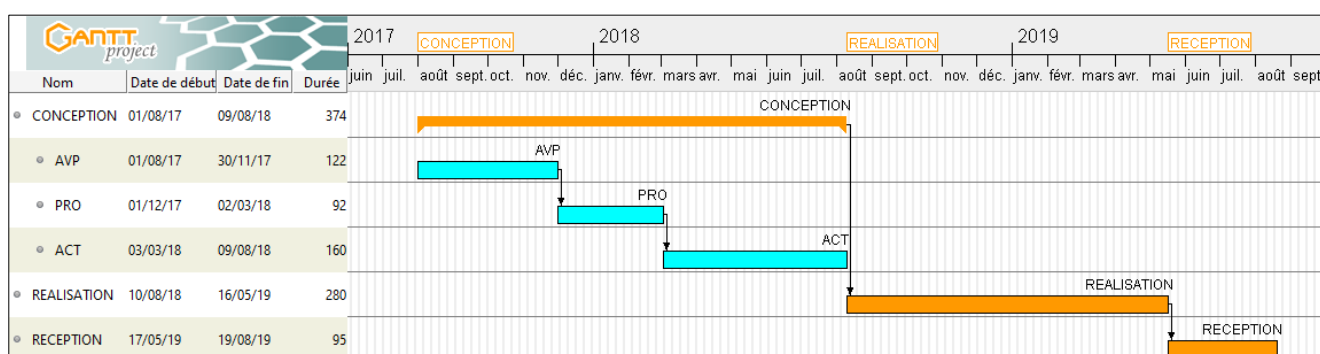 GANTT
project
2017 2018 2019
CONCEPTION REALISATION RECEPTION
juin juil. août sept. oct. nov. déc. janv. févr. mars avr. mai juin juil. août sept. oct. nov. déc. janv. févr. mars avr. mai juin juil. août sept
Nom Date de début Date de fin Durée
CONCEPTION 01/08/17 09/08/18 374 CONCEPTION
AVP 01/08/17 30/11/17 122 AVP
PRO 01/12/17 02/03/18 92 PRO
ACT 03/03/18 09/08/18 160 ACT
REALISATION 10/08/18 16/05/19 280 REALISATION
RECEPTION 17/05/19 19/08/19 95 RECEPTION